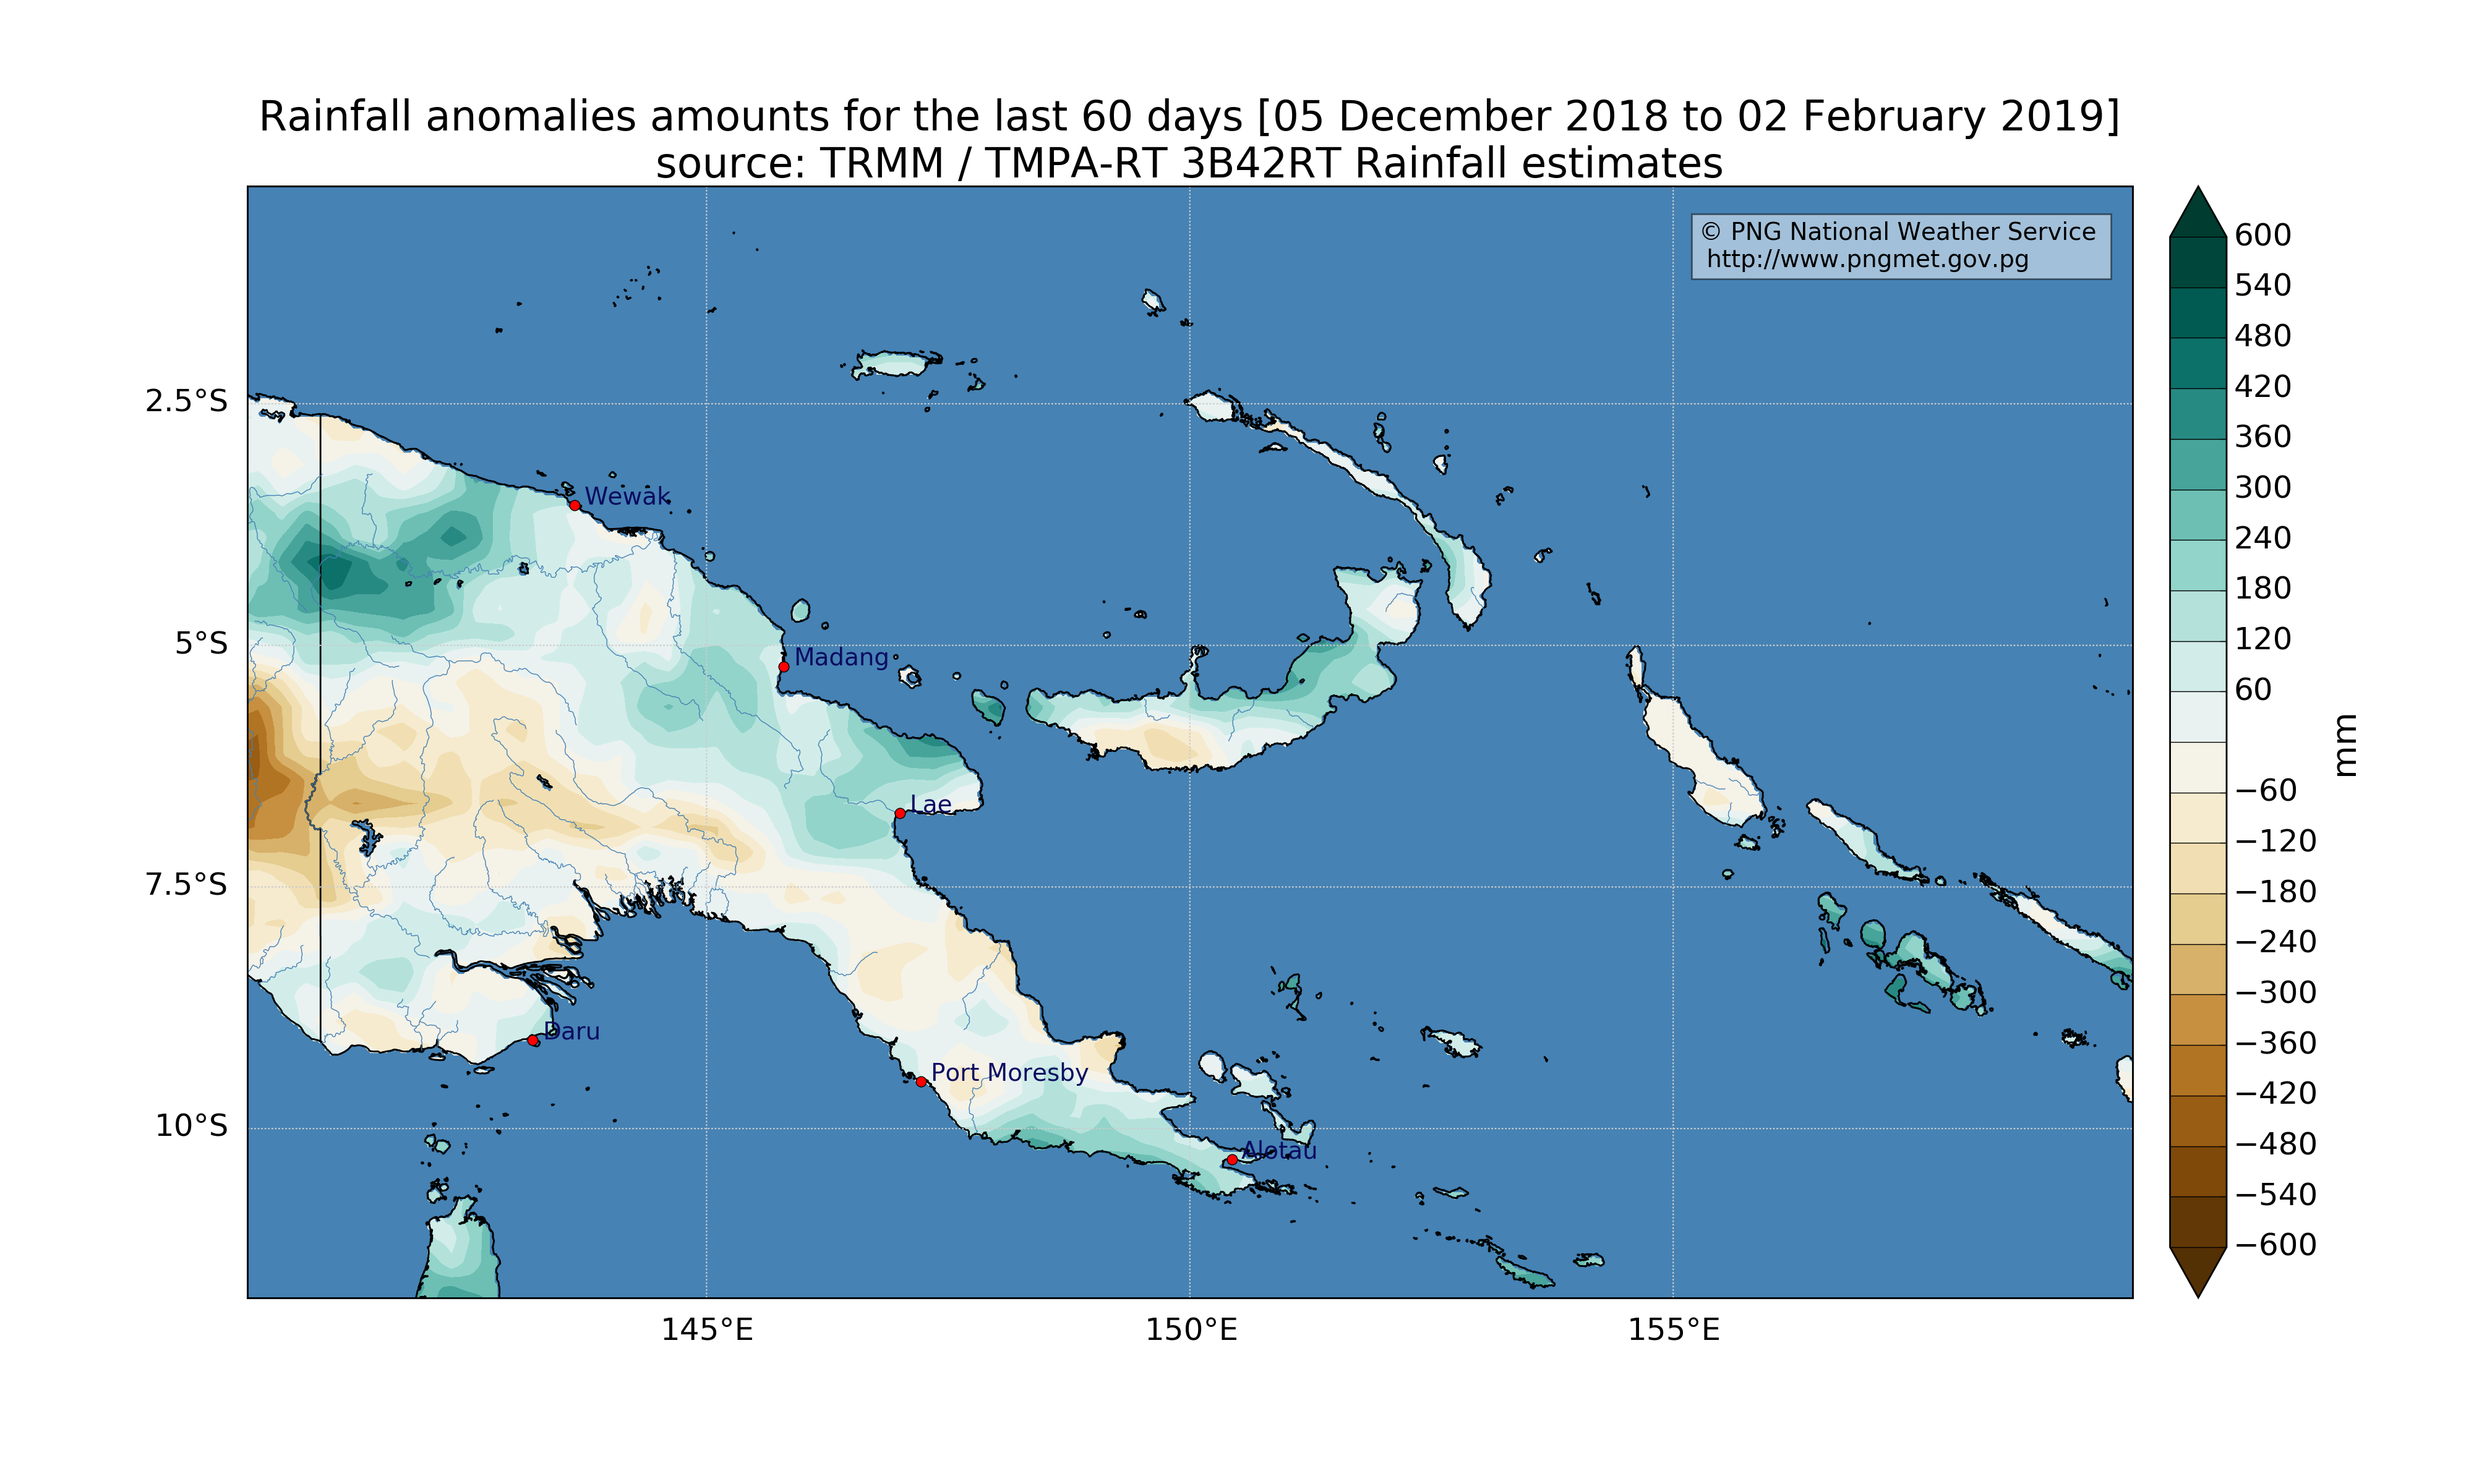 Rainfall anomalies amounts for the last 60 days [05 December 2018 to 02 February 2019]
source: TRMM / TMPA-RT 3B42RT Rainfall estimates
© PNG National Weather Service
http://www.pngmet.gov.pg
2.5°S
5°S
7.5°S
10°S
145°E
150°E
155°E
Wewak
Madang
Lae
Daru
Port Moresby
Alotau
600
540
480
420
360
300
240
180
120
60
−60
−120
−180
−240
−300
−360
−420
−480
−540
−600
mm